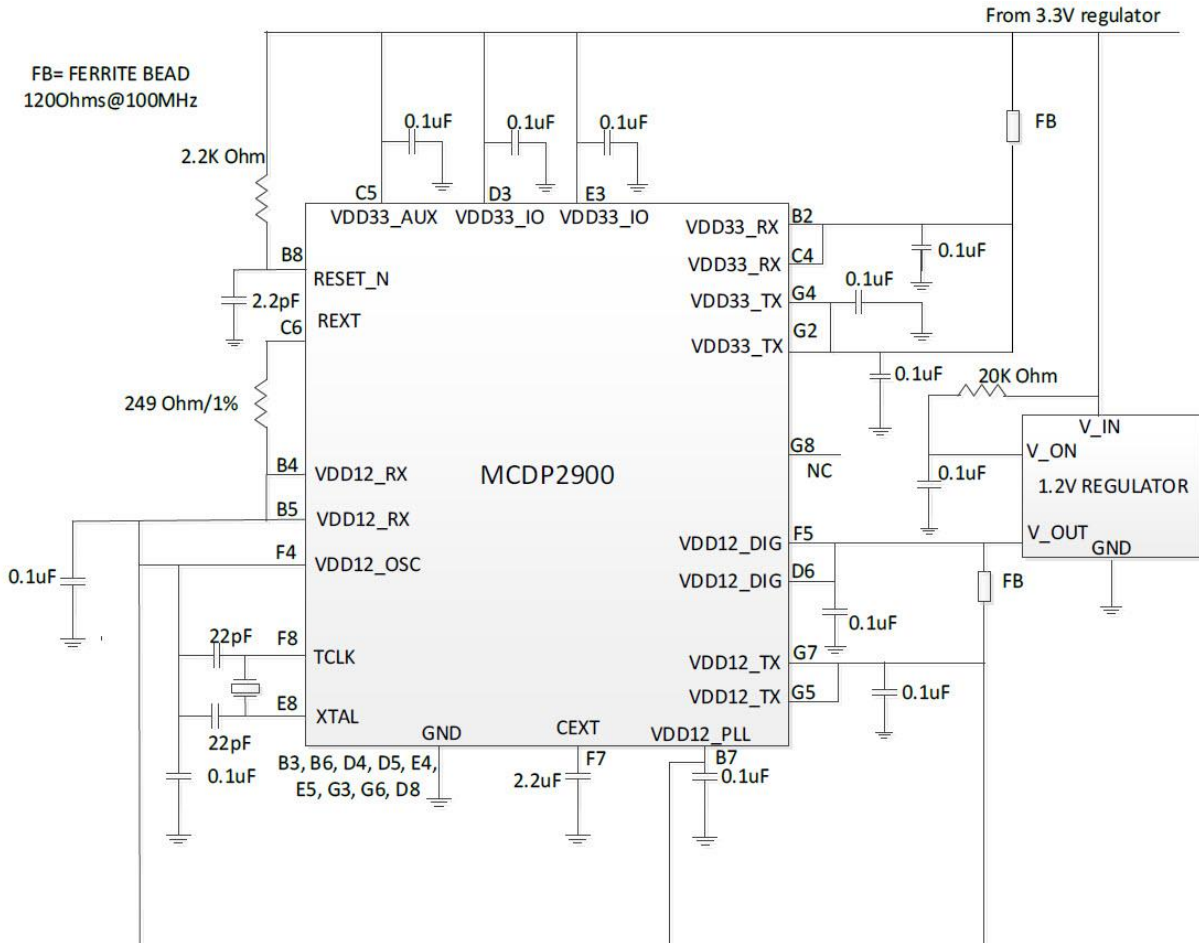 From 3.3V regulator
FB= FERRITE BEAD
120Ohms@100MHz
FB
0.1uF
0.1uF
0.1uF
2.2K Ohm
C5
D3
E3
VDD33_AUX
VDD33_IO
VDD33_IO
B2
VDD33_RX
C4
VDD33_RX
0.1uF
B8
RESET_N
0.1uF
G4
VDD33_TX
2.2pF
REXT
C6
G2
VDD33_TX
0.1uF
20K Ohm
249 Ohm/1%
V_IN
G8
NC
V_ON
B4
VDD12_RX
MCDP2900
0.1uF
1.2V REGULATOR
B5
VDD12_RX
V_OUT
GND
F5
VDD12_DIG
F4
VDD12_OSC
0.1uF
D6
VDD12_DIG
FB
0.1uF
22pF
F8
TCLK
G7
VDD12_TX
E8
XTAL
G5
VDD12_TX
0.1uF
22pF
GND
CEXT
VDD12_PLL
B3, B6, D4, D5, E4,
E5, G3, G6, D8
F7
B7
0.1uF
2.2uF
0.1uF